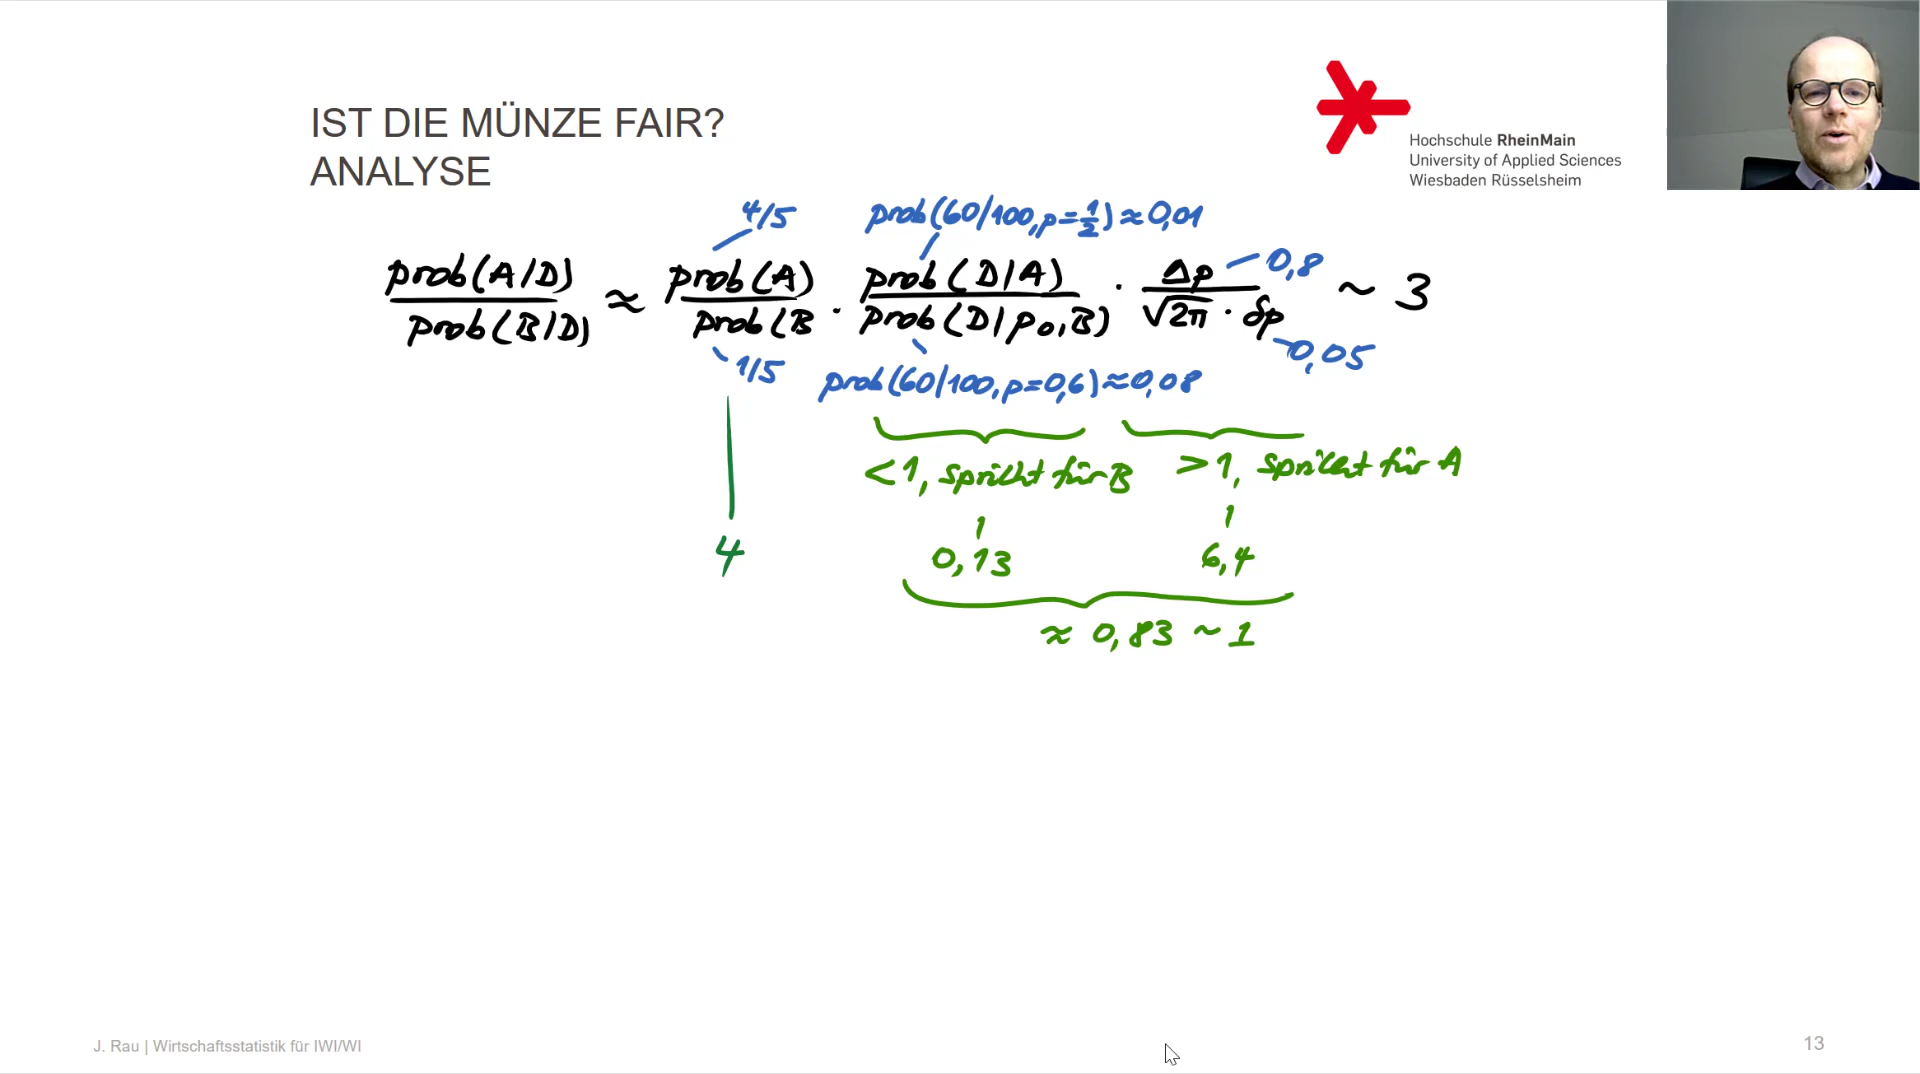 IST DIE MÜNZE FAIR?
ANALYSE
Hochschule RheinMain
University of Applied Sciences
Wiesbaden Rüsselsheim
4/5
prob(60/100, p=1/2) ≈ 0,01
prob(A|D) / prob(B|D) ≈ prob(A) / prob(B · prob(D|A) / prob(D|p₀,B) · Δp / √2π · δp ~ 3
0,8
0,05
1/5
prob(60/100, p=0,6) ≈ 0,08
<1, spricht für B
>1, spricht für A
4
0,13
6,4
≈ 0,83 ~ 1
J. Rau | Wirtschaftsstatistik für IWI/WI
13